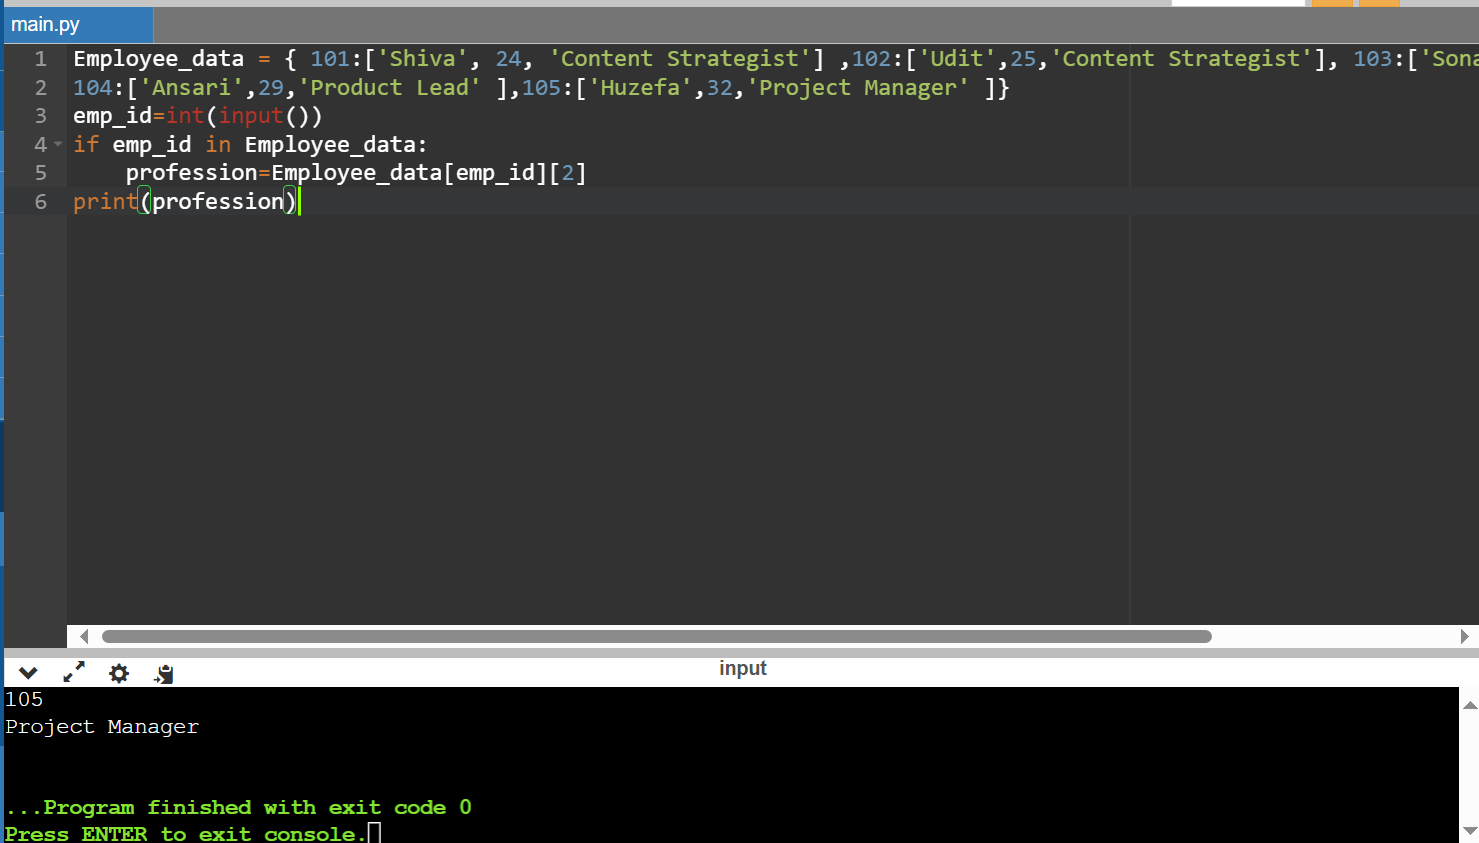 main.py
1 Employee_data = { 101:['Shiva', 24, 'Content Strategist'] ,102:['Udit',25,'Content Strategist'], 103:['Sona
2 104:['Ansari',29,'Product Lead' ],105:['Huzefa',32,'Project Manager' ]}
3 emp_id=int(input())
4 if emp_id in Employee_data:
5     profession=Employee_data[emp_id][2]
6 print(profession)
input
105
Project Manager
...Program finished with exit code 0
Press ENTER to exit console.